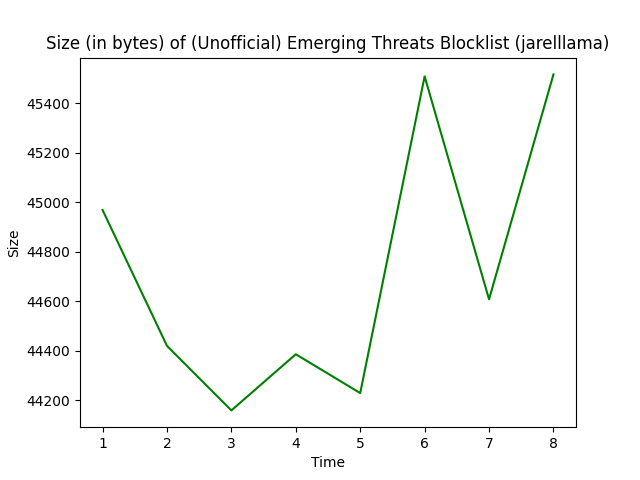 Size (in bytes) of (Unofficial) Emerging Threats Blocklist (jarelllama)
45400
45200
45000
44800
44600
44400
44200
Size
1 2 3 4 5 6 7 8
Time